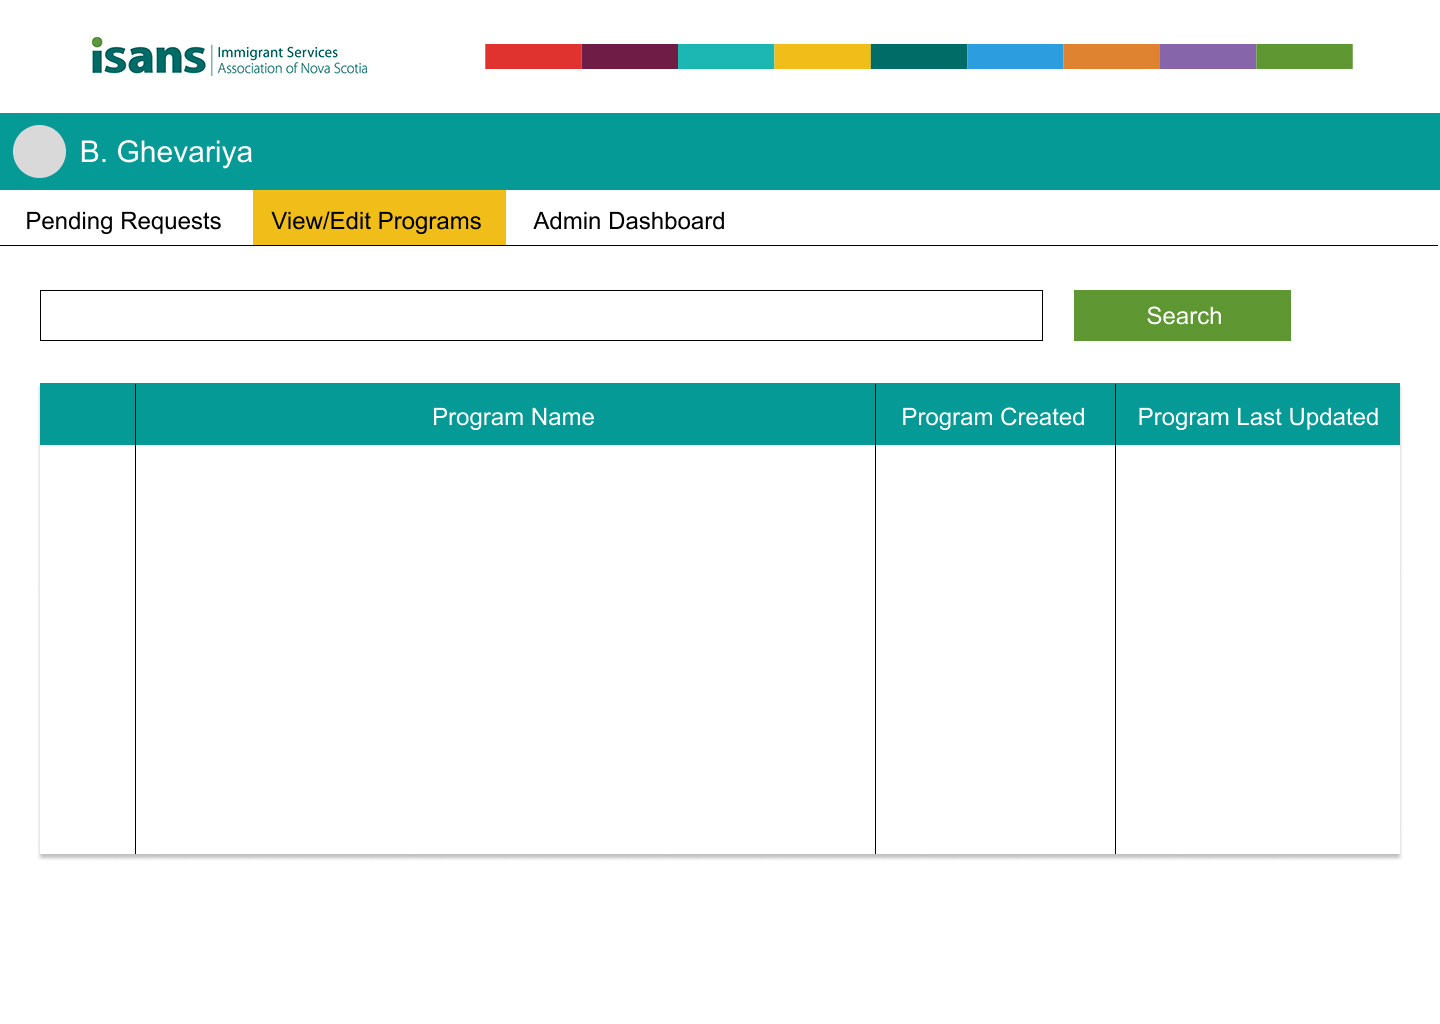 isans
Immigrant Services
Association of Nova Scotia
B. Ghevariya
Pending Requests
View/Edit Programs
Admin Dashboard
Search
Program Name
Program Created
Program Last Updated